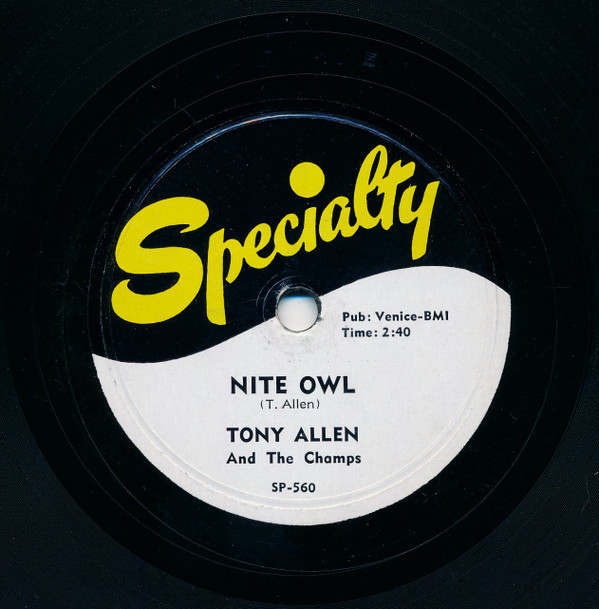 Specialty
Pub: Venice-BMI
Time: 2:40
NITE OWL
(T. Allen)
TONY ALLEN
And The Champs
SP-560